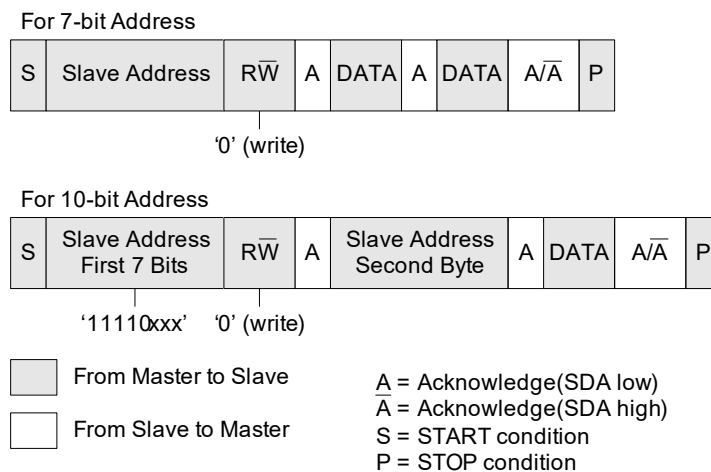 For 7-bit Address
S Slave Address RW̅ A DATA A DATA A/A̅ P
‘0’ (write)
For 10-bit Address
S Slave Address First 7 Bits RW̅ A Slave Address Second Byte A DATA A/A̅ P
‘11110xxx’ ‘0’ (write)
From Master to Slave
From Slave to Master
A = Acknowledge(SDA low)
A̅ = Acknowledge(SDA high)
S = START condition
P = STOP condition